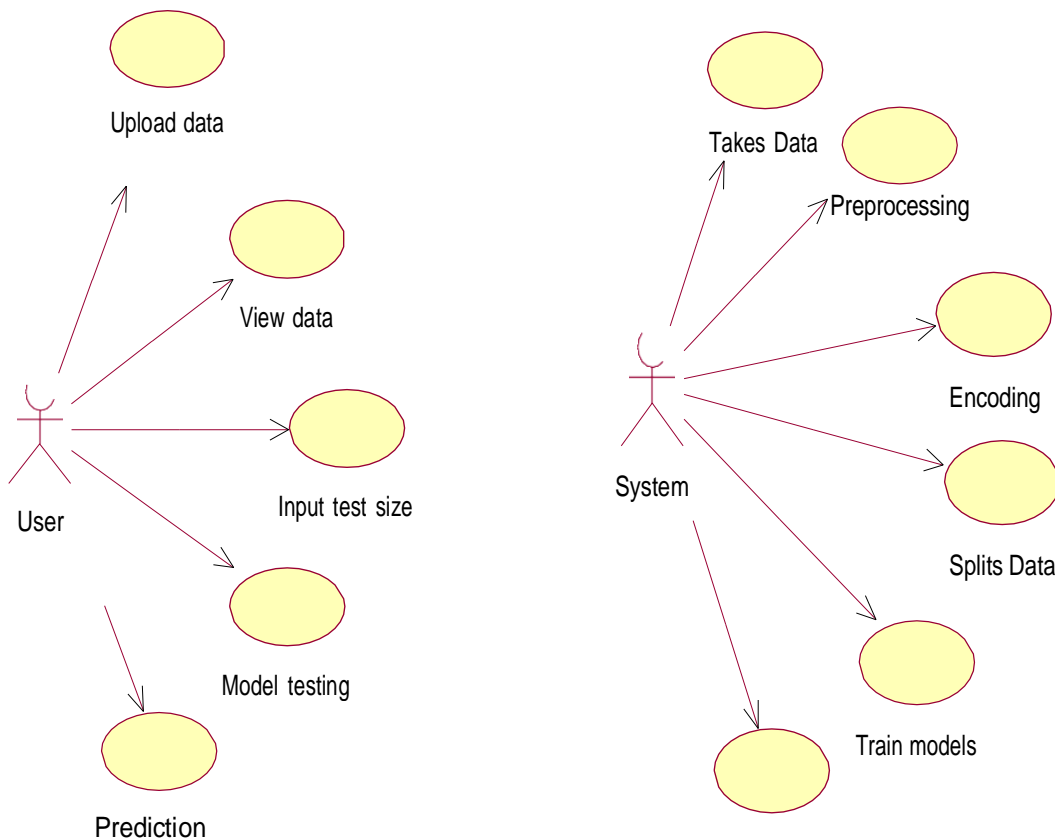 Upload data
View data
Input test size
User
Model testing
Prediction
Takes Data
Preprocessing
Encoding
System
Splits Data
Train models